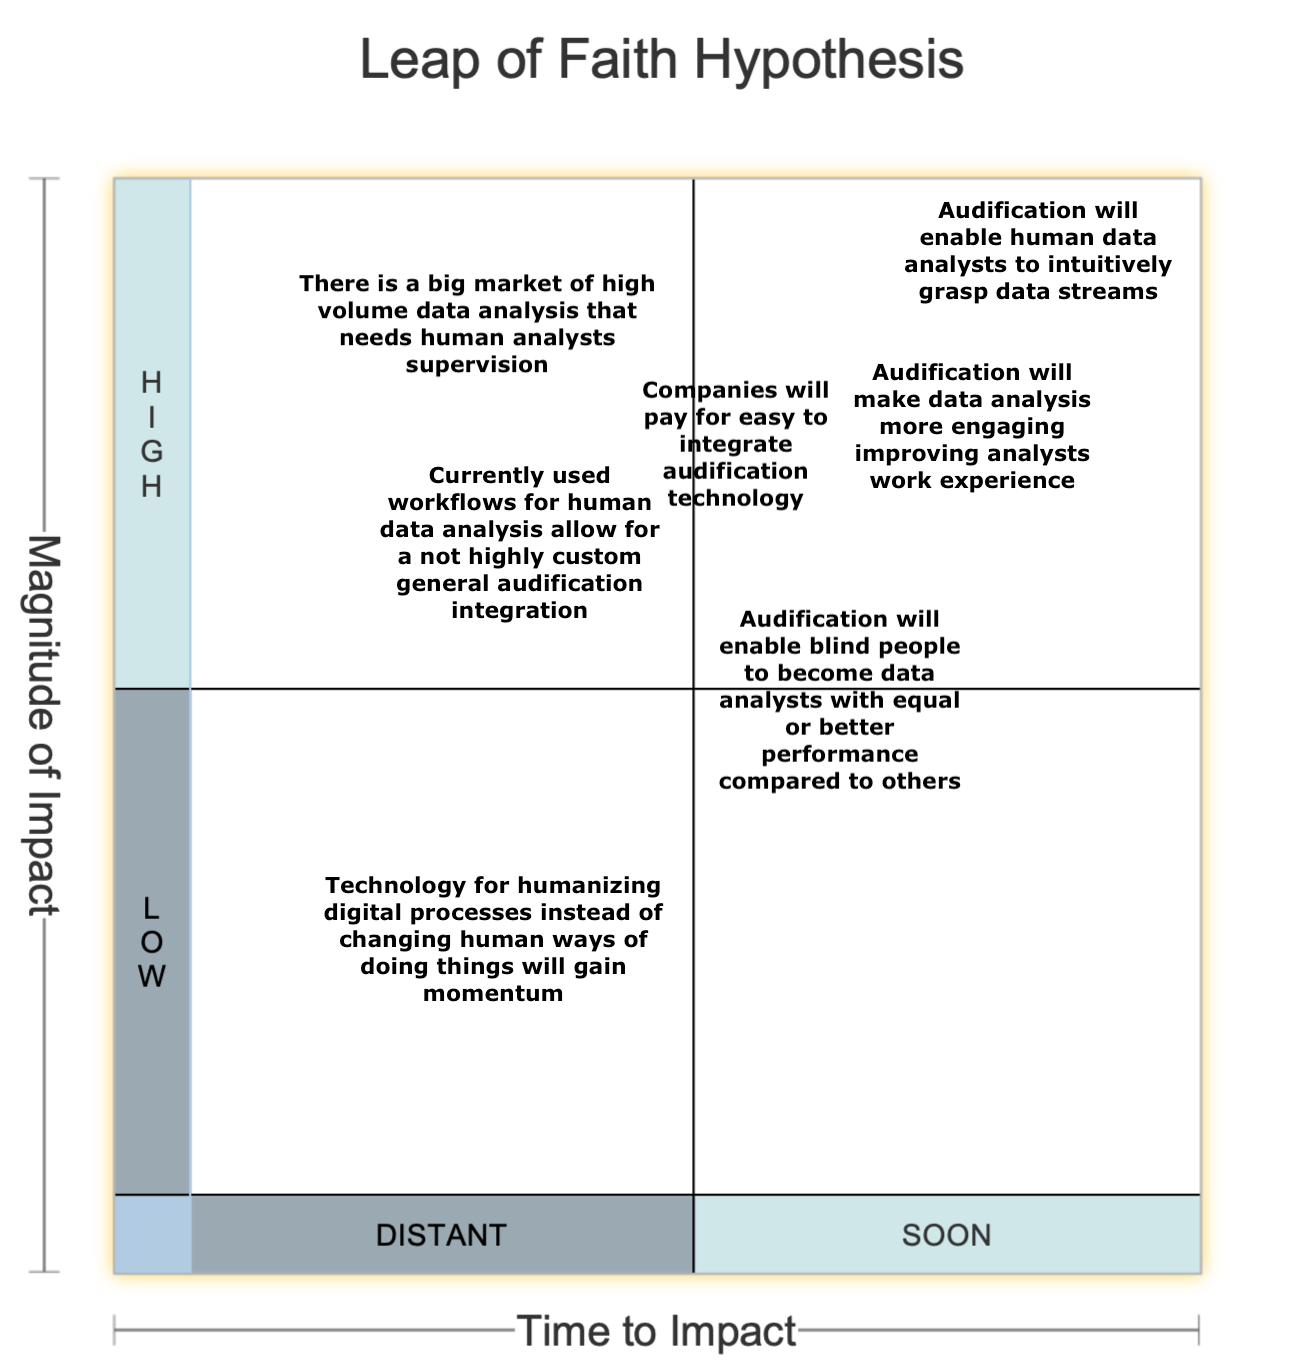 Leap of Faith Hypothesis
Magnitude of Impact
H
I
G
H
There is a big market of high
volume data analysis that
needs human analysts
supervision
Audification will
enable human data
analysts to intuitively
grasp data streams
Companies will
pay for easy to
integrate
audification
technology
Audification will
make data analysis
more engaging
improving analysts
work experience
Currently used
workflows for human
data analysis allow for
a not highly custom
general audification
integration
Audification will
enable blind people
to become data
analysts with equal
or better
performance
compared to others
L
O
W
Technology for humanizing
digital processes instead of
changing human ways of
doing things will gain
momentum
DISTANT
SOON
Time to Impact